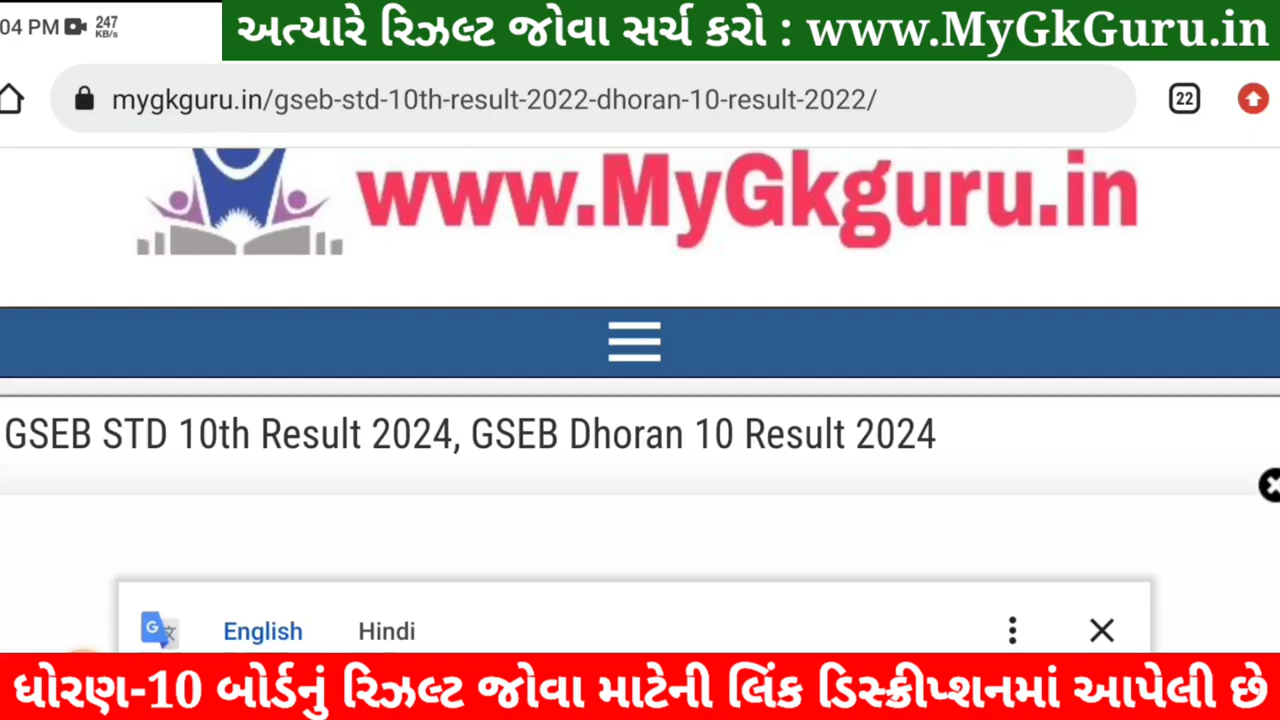 અત્યારે રિઝલ્ટ જોવા સર્ચ કરો : www.MyGkGuru.in
04 PM 247 KB/s
mygkguru.in/gseb-std-10th-result-2022-dhoran-10-result-2022/
22
www.MyGkguru.in
GSEB STD 10th Result 2024, GSEB Dhoran 10 Result 2024
G English Hindi
ધોરણ-10 બોર્ડનું રિઝલ્ટ જોવા માટેની લિંક ડિસ્ક્રીપ્શનમાં આપેલી છે